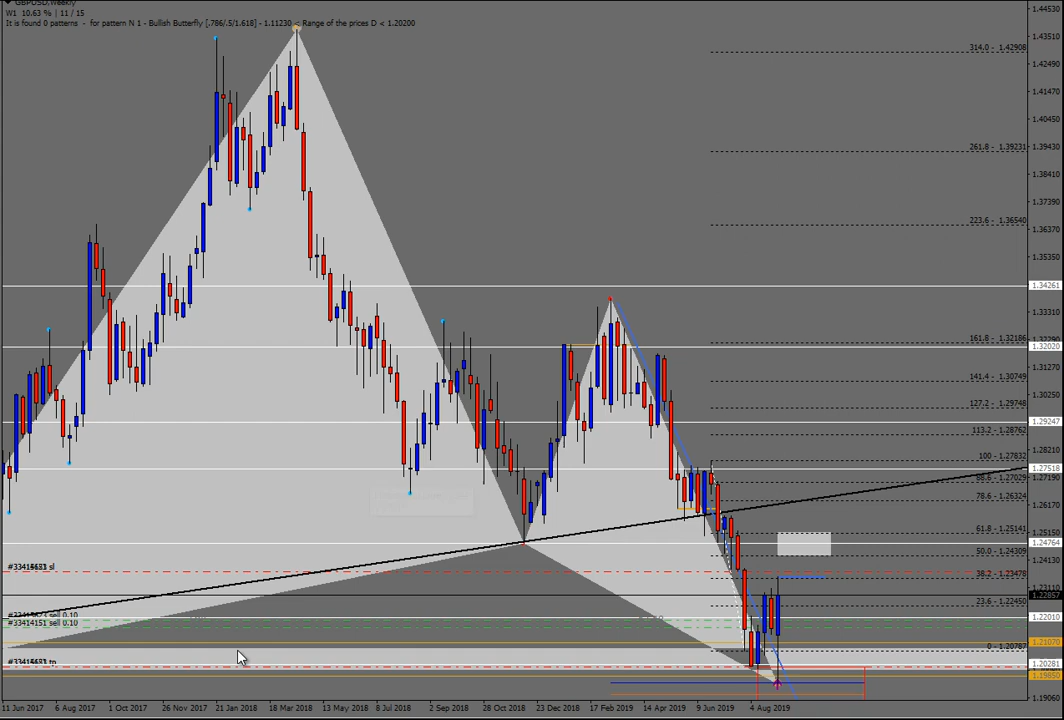 GBPUSD,Weekly
W1 10.63 % | 11 / 15
It is found 0 patterns - for pattern N 1 - Bullish Butterfly [.786/.5/1.618] - 1.11230 < Range of the prices D < 1.20200
1.44530
314.0 - 1.42908
1.43510
1.42490
1.41470
1.40450
261.8 - 1.39231
1.39430
1.38410
1.37390
223.6 - 1.36540
1.36370
1.35350
1.34261
1.33310
161.8 - 1.32186
1.32290
1.32020
141.4 - 1.30749
1.31270
127.2 - 1.29748
1.30250
113.2 - 1.28762
1.29247
100 - 1.27832
1.28210
1.27518
88.6 - 1.27029
1.27190
78.6 - 1.26324
1.26170
61.8 - 1.25141
1.25150
50.0 - 1.24309
1.24764
1.24130
38.2 - 1.23478
1.23110
1.22857
23.6 - 1.22450
1.22010
sell 0.10
#33414151 sell 0.10
1.21070
0 - 1.20787
1.20281
1.19850
1.19060
11 Jun 2017
6 Aug 2017
1 Oct 2017
26 Nov 2017
21 Jan 2018
18 Mar 2018
13 May 2018
8 Jul 2018
2 Sep 2018
28 Oct 2018
23 Dec 2018
17 Feb 2019
14 Apr 2019
9 Jun 2019
4 Aug 2019